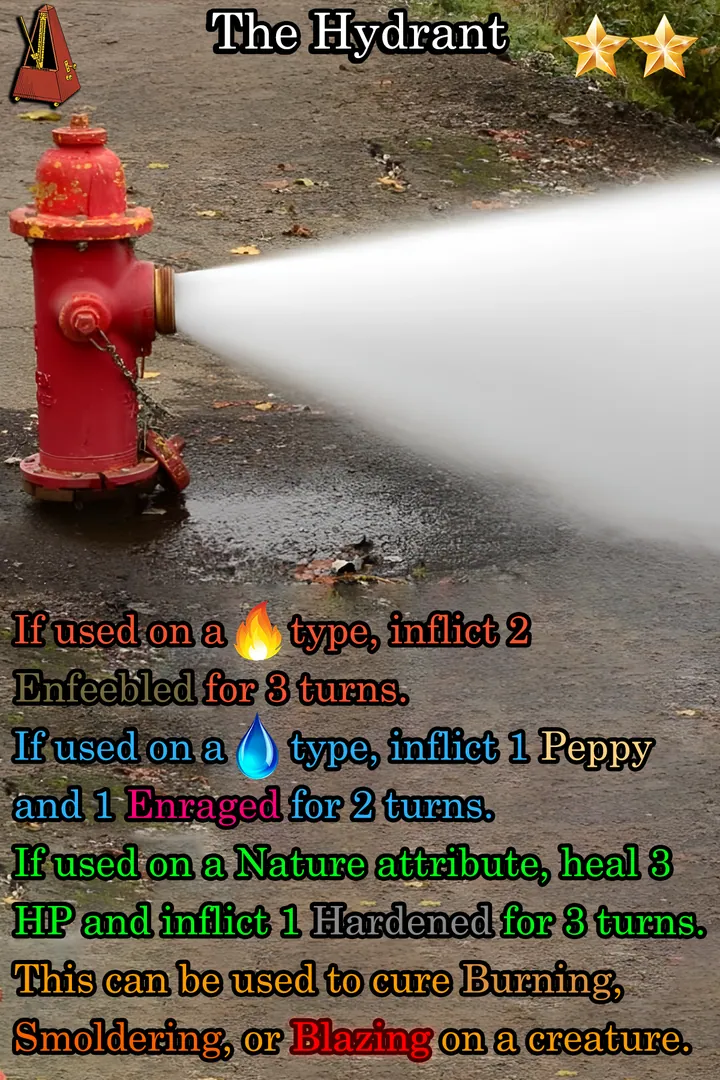 The Hydrant
If used on a type, inflict 2
Enfeebled for 3 turns.
If used on a type, inflict 1 Peppy
and 1 Enraged for 2 turns.
If used on a Nature attribute, heal 3
HP and inflict 1 Hardened for 3 turns.
This can be used to cure Burning,
Smoldering, or Blazing on a creature.